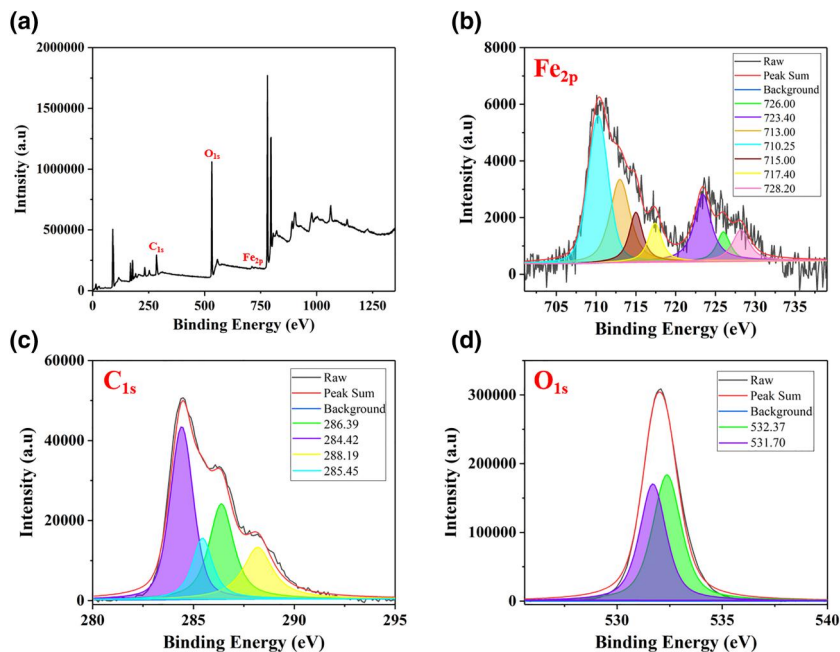 (a)
2000000
1500000
1000000
500000
0
Intnsity (a.u)
O1s
C1s
Fe2p
0 250 500 750 1000 1250
Binding Energy (eV)
(b)
Fe2p
8000
6000
4000
2000
0
Intensity (a.u)
Raw
Peak Sum
Background
726.00
723.40
713.00
710.25
715.00
717.40
728.20
705 710 715 720 725 730 735
Binding Energy (eV)
(c)
C1s
60000
40000
20000
0
Intensity (a.u)
Raw
Peak Sum
Background
286.39
284.42
288.19
285.45
280 285 290 295
Binding Energy (eV)
(d)
O1s
300000
200000
100000
0
Intensity (a.u)
Raw
Peak Sum
Background
532.37
531.70
530 535 540
Binding Energy (eV)